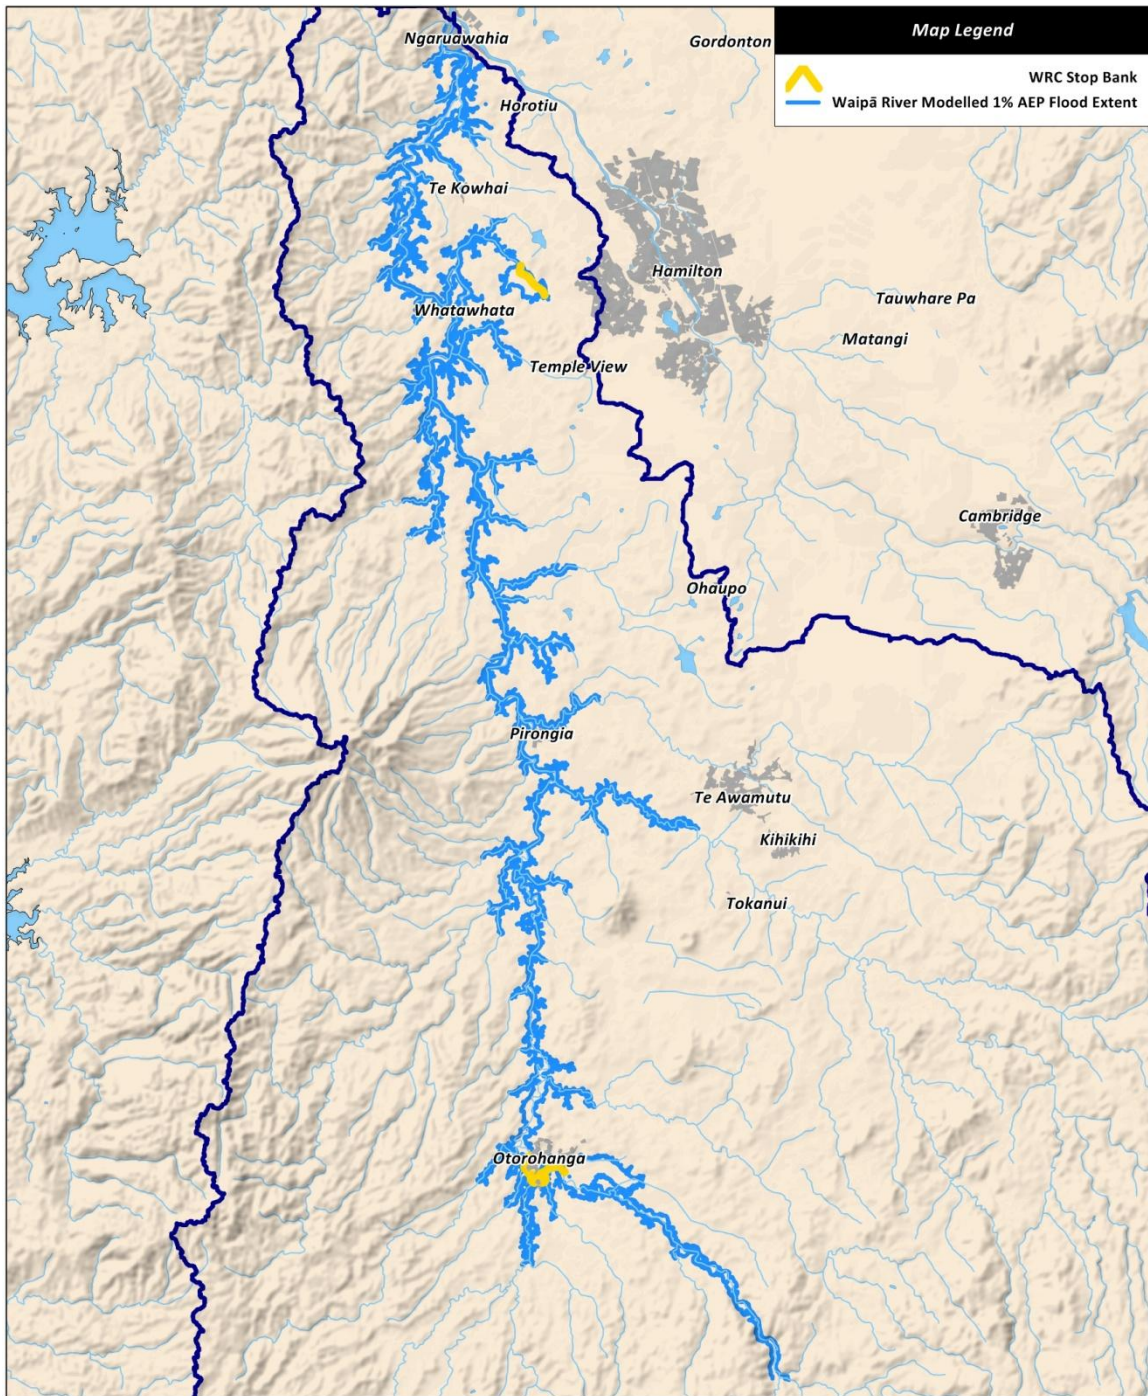 Map Legend
WRC Stop Bank
Waipā River Modelled 1% AEP Flood Extent
Ngaruawahia
Gordonton
Horotiu
Te Kowhai
Hamilton
Tauwhare Pa
Whatawhata
Matangi
Temple View
Cambridge
Ohaupo
Pirongia
Te Awamutu
Kihikihi
Tokanui
Otorohanga